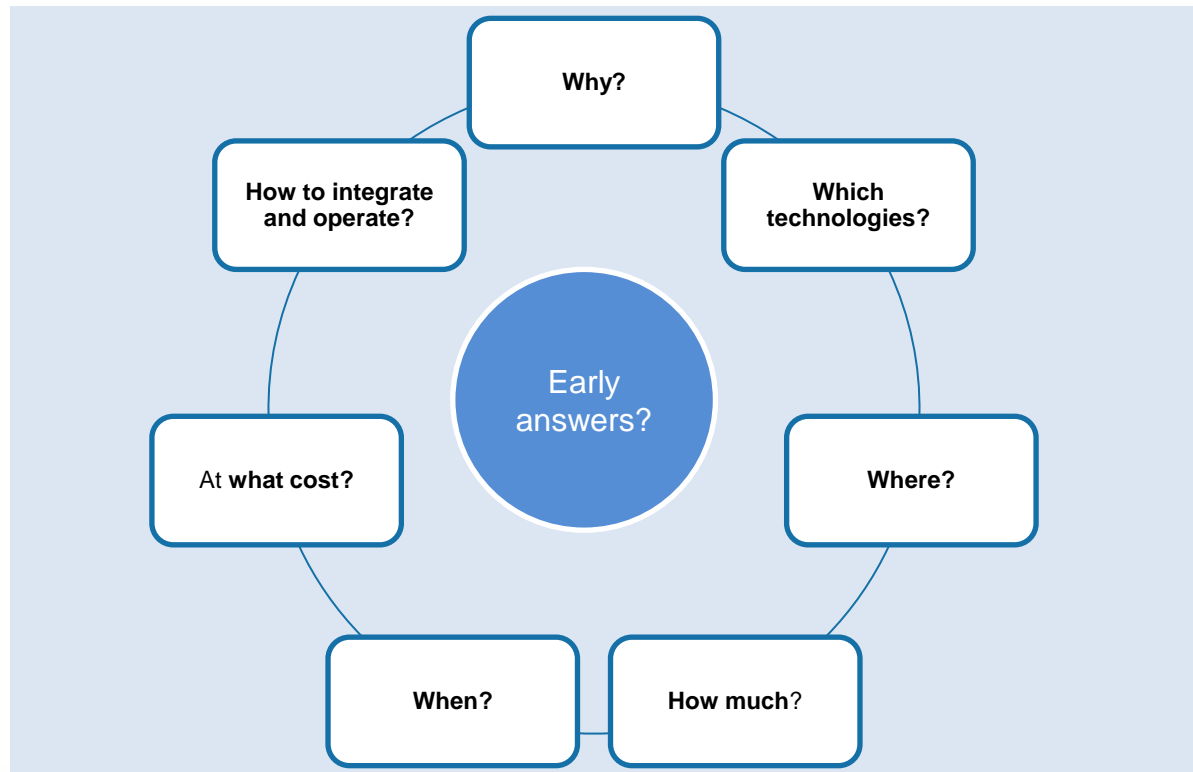 Why?
Which
technologies?
Where?
How much?
When?
At what cost?
How to integrate
and operate?
Early
answers?